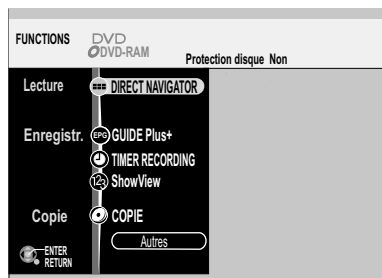 FUNCTIONS
DVD
DVD-RAM
Protection disque Non
Lecture
DIRECT NAVIGATOR
Enregistr.
EPG GUIDE Plus+
TIMER RECORDING
123 ShowView
Copie
COPIE
Autres
ENTER
RETURN